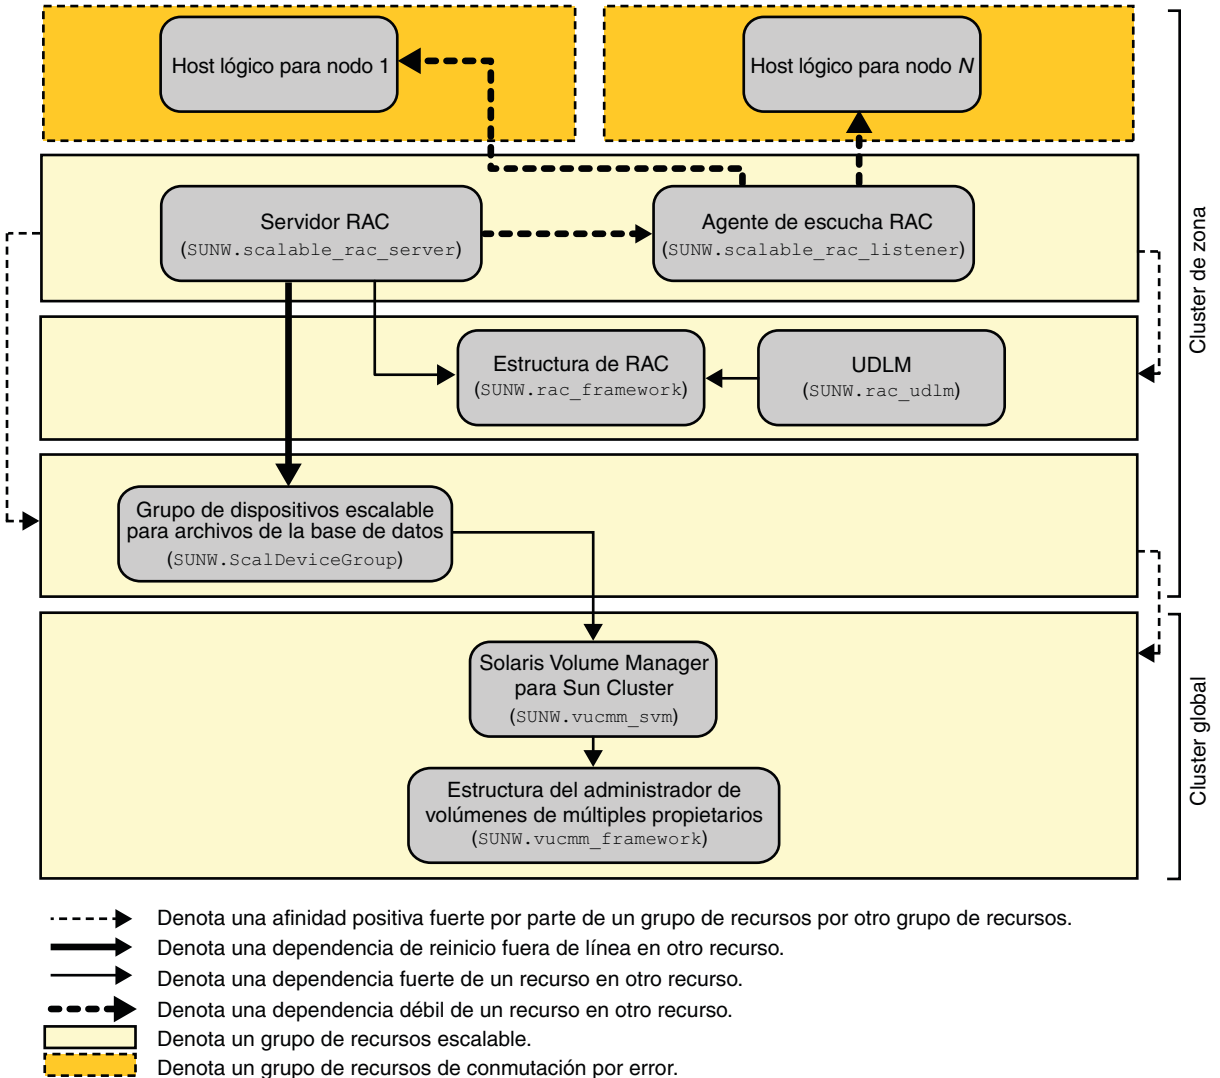 Host lógico para nodo 1
Host lógico para nodo N
Servidor RAC
(SUNW.scalable_rac_server)
Agente de escucha RAC
(SUNW.scalable_rac_listener)
Cluster de zona
Estructura de RAC
(SUNW.rac_framework)
UDLM
(SUNW.rac_udlm)
Grupo de dispositivos escalable
para archivos de la base de datos
(SUNW.ScalDeviceGroup)
Solaris Volume Manager
para Sun Cluster
(SUNW.vucmm_svm)
Cluster global
Estructura del administrador de
volúmenes de múltiples propietarios
(SUNW.vucmm_framework)
Denota una afinidad positiva fuerte por parte de un grupo de recursos por otro grupo de recursos.
Denota una dependencia de reinicio fuera de línea en otro recurso.
Denota una dependencia fuerte de un recurso en otro recurso.
Denota una dependencia débil de un recurso en otro recurso.
Denota un grupo de recursos escalable.
Denota un grupo de recursos de conmutación por error.